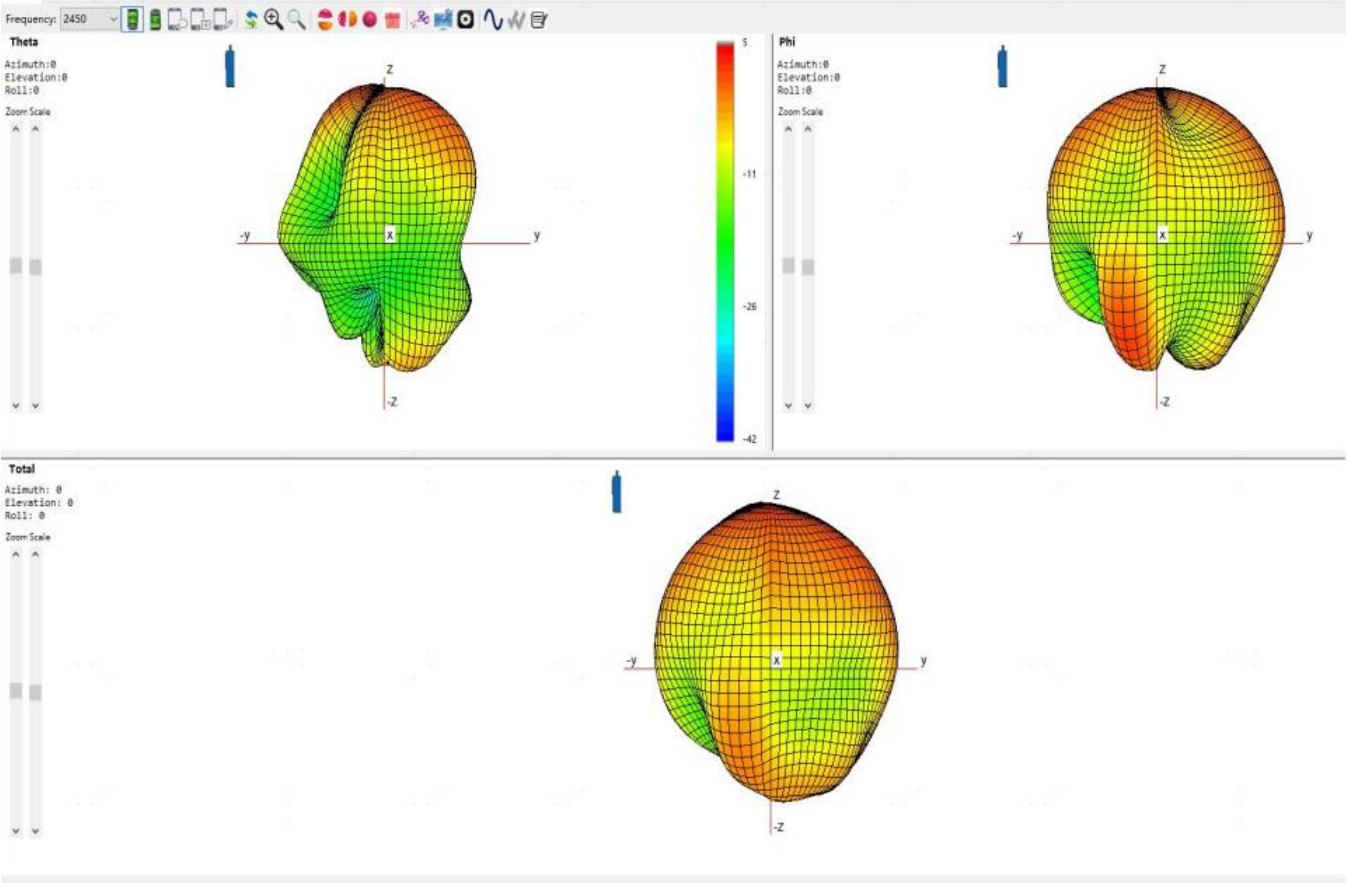 Frequency: 2450
Theta
Azimuth:0
Elevation:0
Roll:0
Zoom Scale
Z
-y
X
y
-Z
5
-11
-26
-42
Phi
Azimuth:0
Elevation:0
Roll:0
Zoom Scale
Z
-y
X
y
-Z
Total
Azimuth: 0
Elevation: 0
Roll: 0
Zoom Scale
Z
-y
X
y
-Z